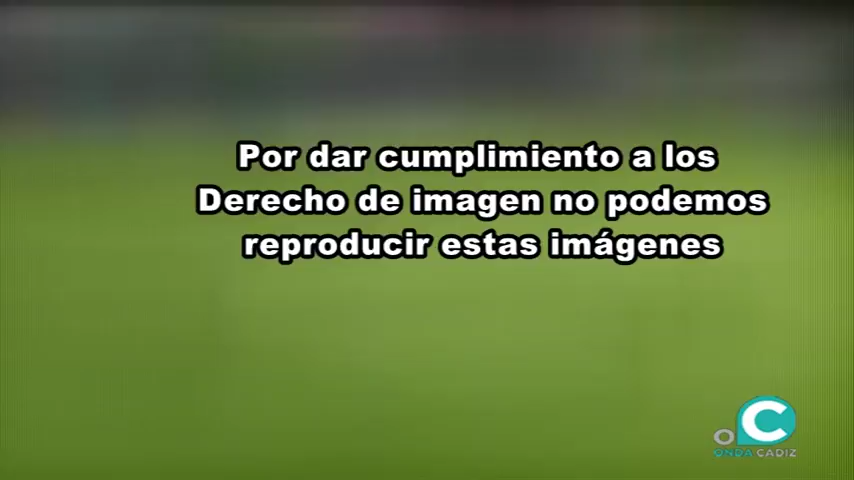 Por dar cumplimiento a los
Derecho de imagen no podemos
reproducir estas imágenes
O C
ONDA CADIZ